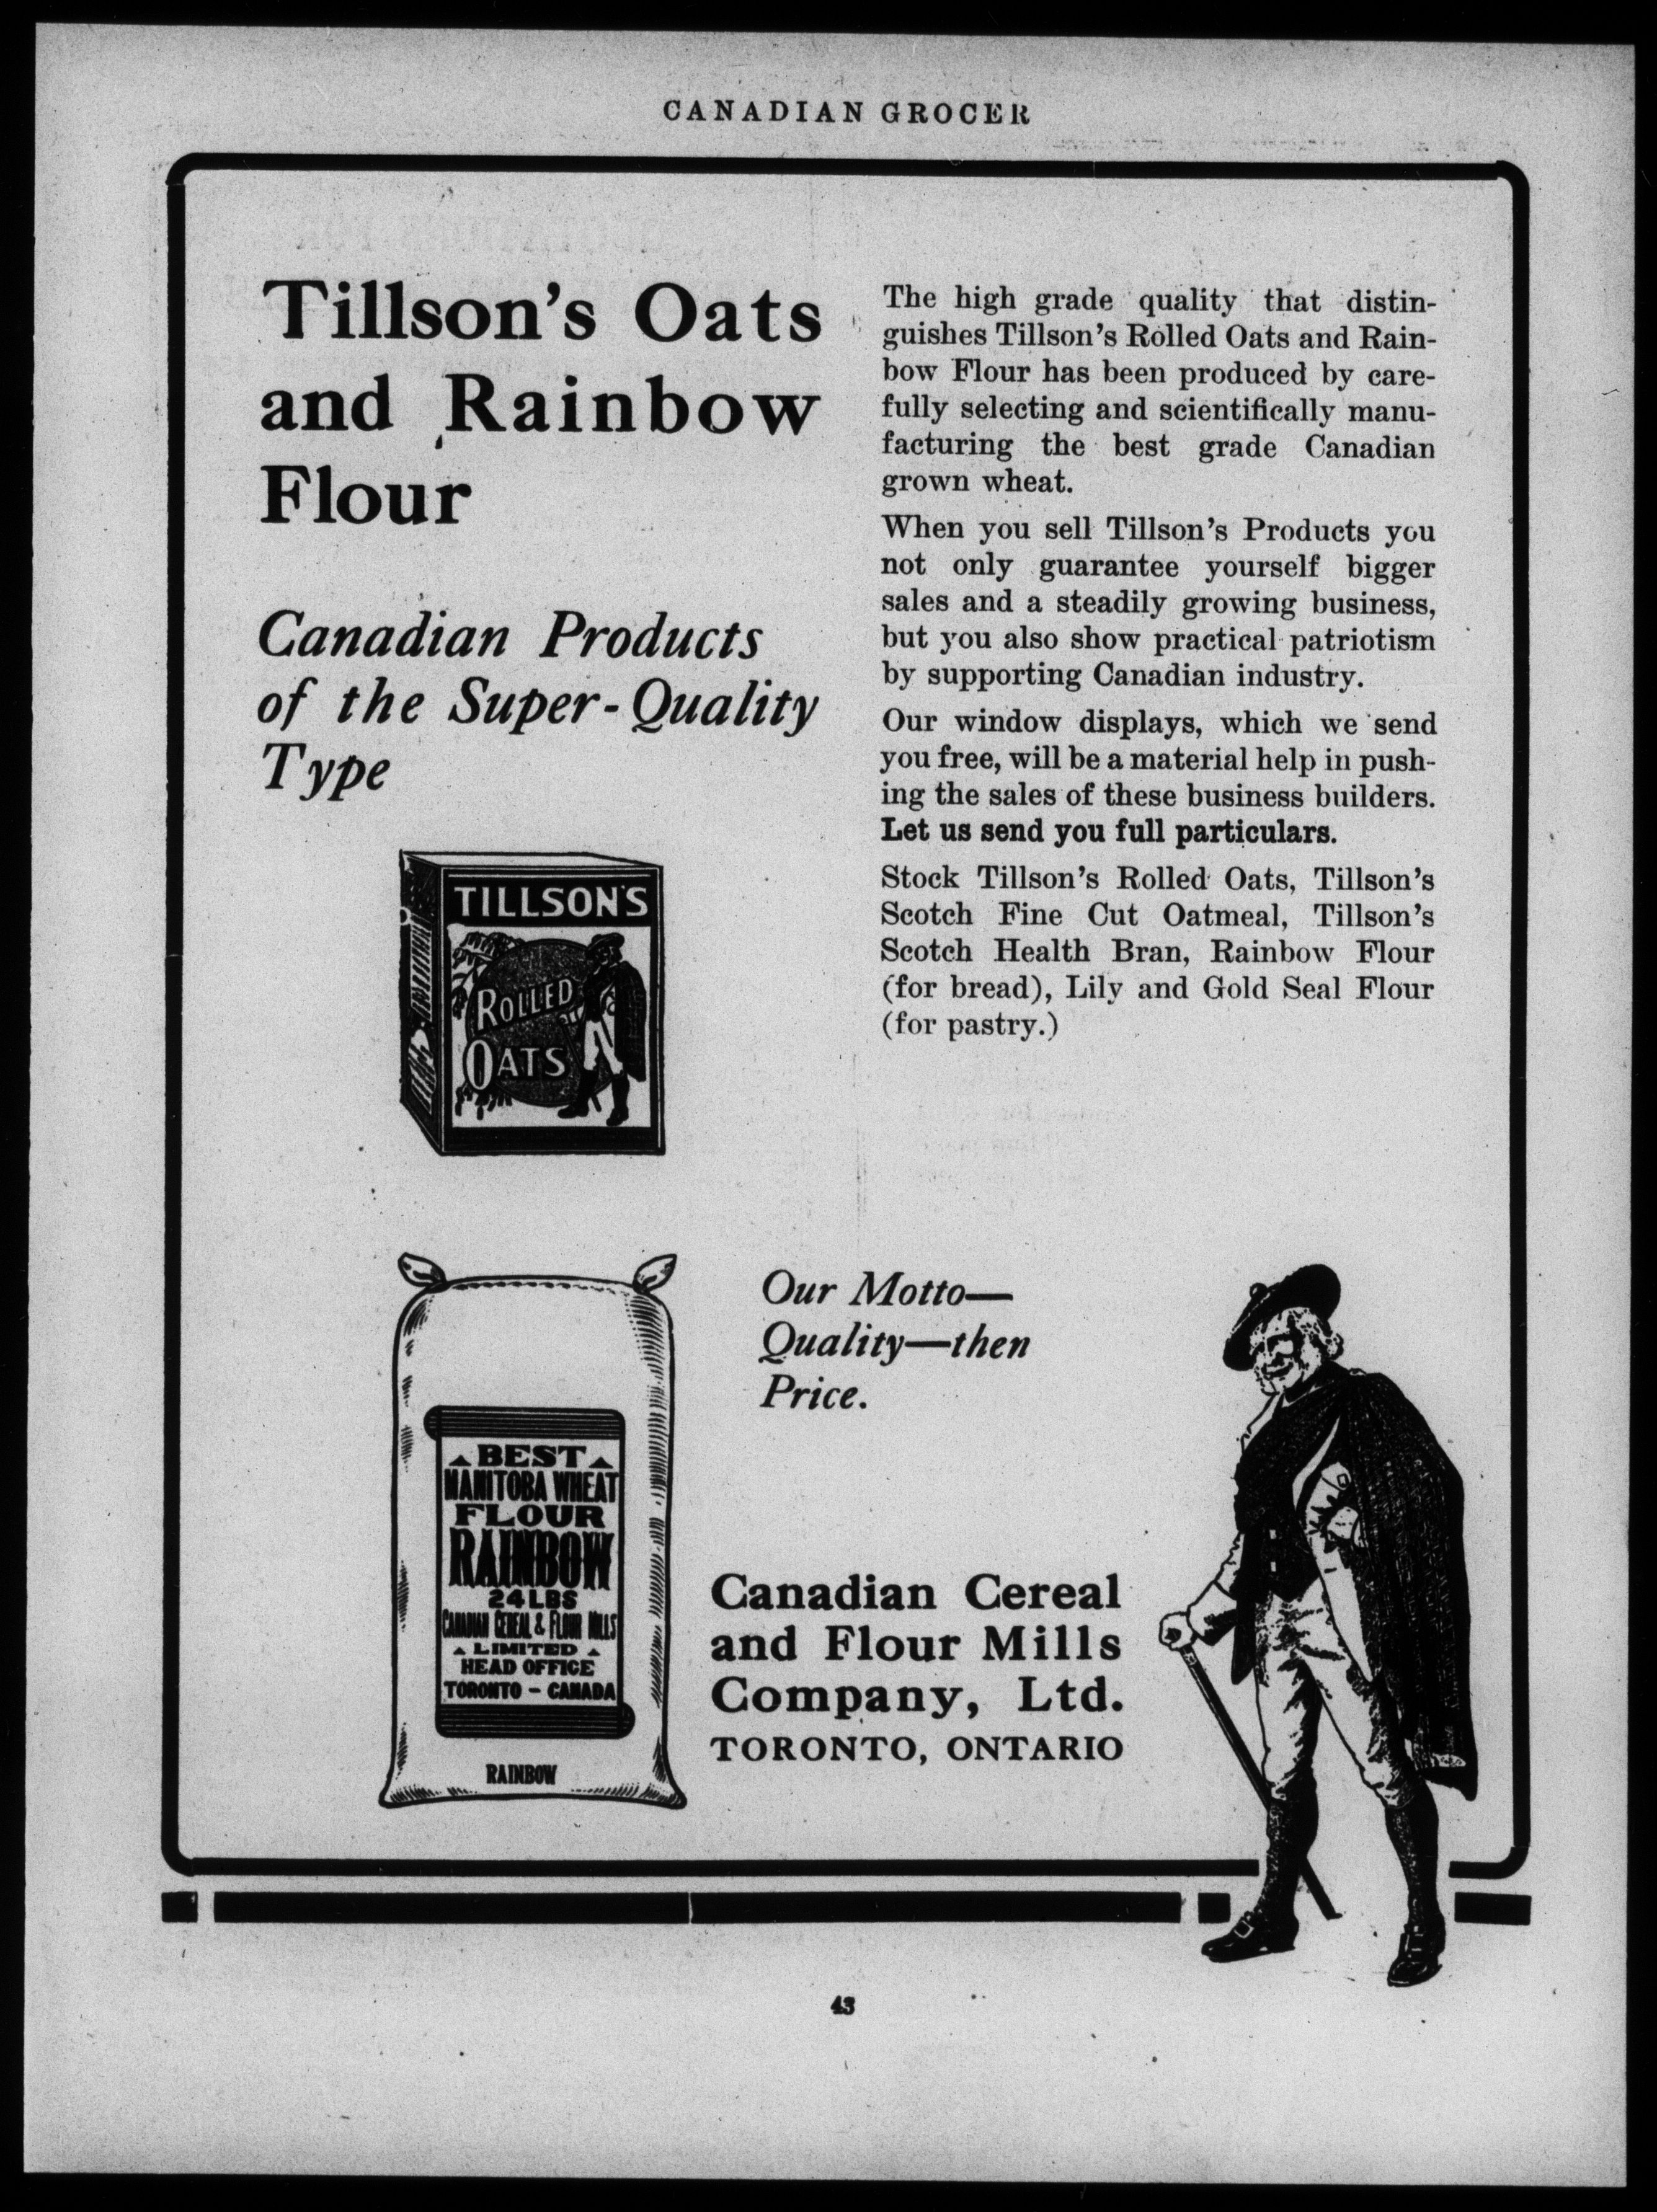 CANADIAN GROCER
Tillson's Oats
and Rainbow
Flour
Canadian Products
of the Super-Quality
Type
TILLSON'S
ROLLED
OATS
The high grade quality that distin-
guishes Tillson's Rolled Oats and Rain-
bow Flour has been produced by care-
fully selecting and scientifically manu-
facturing the best grade Canadian
grown wheat.
When you sell Tillson's Products you
not only guarantee yourself bigger
sales and a steadily growing business,
but you also show practical patriotism
by supporting Canadian industry.
Our window displays, which we send
you free, will be a material help in push-
ing the sales of these business builders.
Let us send you full particulars.
Stock Tillson's Rolled Oats, Tillson's
Scotch Fine Cut Oatmeal, Tillson's
Scotch Health Bran, Rainbow Flour
(for bread), Lily and Gold Seal Flour
(for pastry.)
BEST
MANITOBA WHEAT
FLOUR
RAINBOW
24 LBS
CANADIAN CEREAL & FLOUR MILLS
LIMITED
HEAD OFFICE
TORONTO - CANADA
RAINBOW
Our Motto—
Quality—then
Price.
Canadian Cereal
and Flour Mills
Company, Ltd.
TORONTO, ONTARIO
43